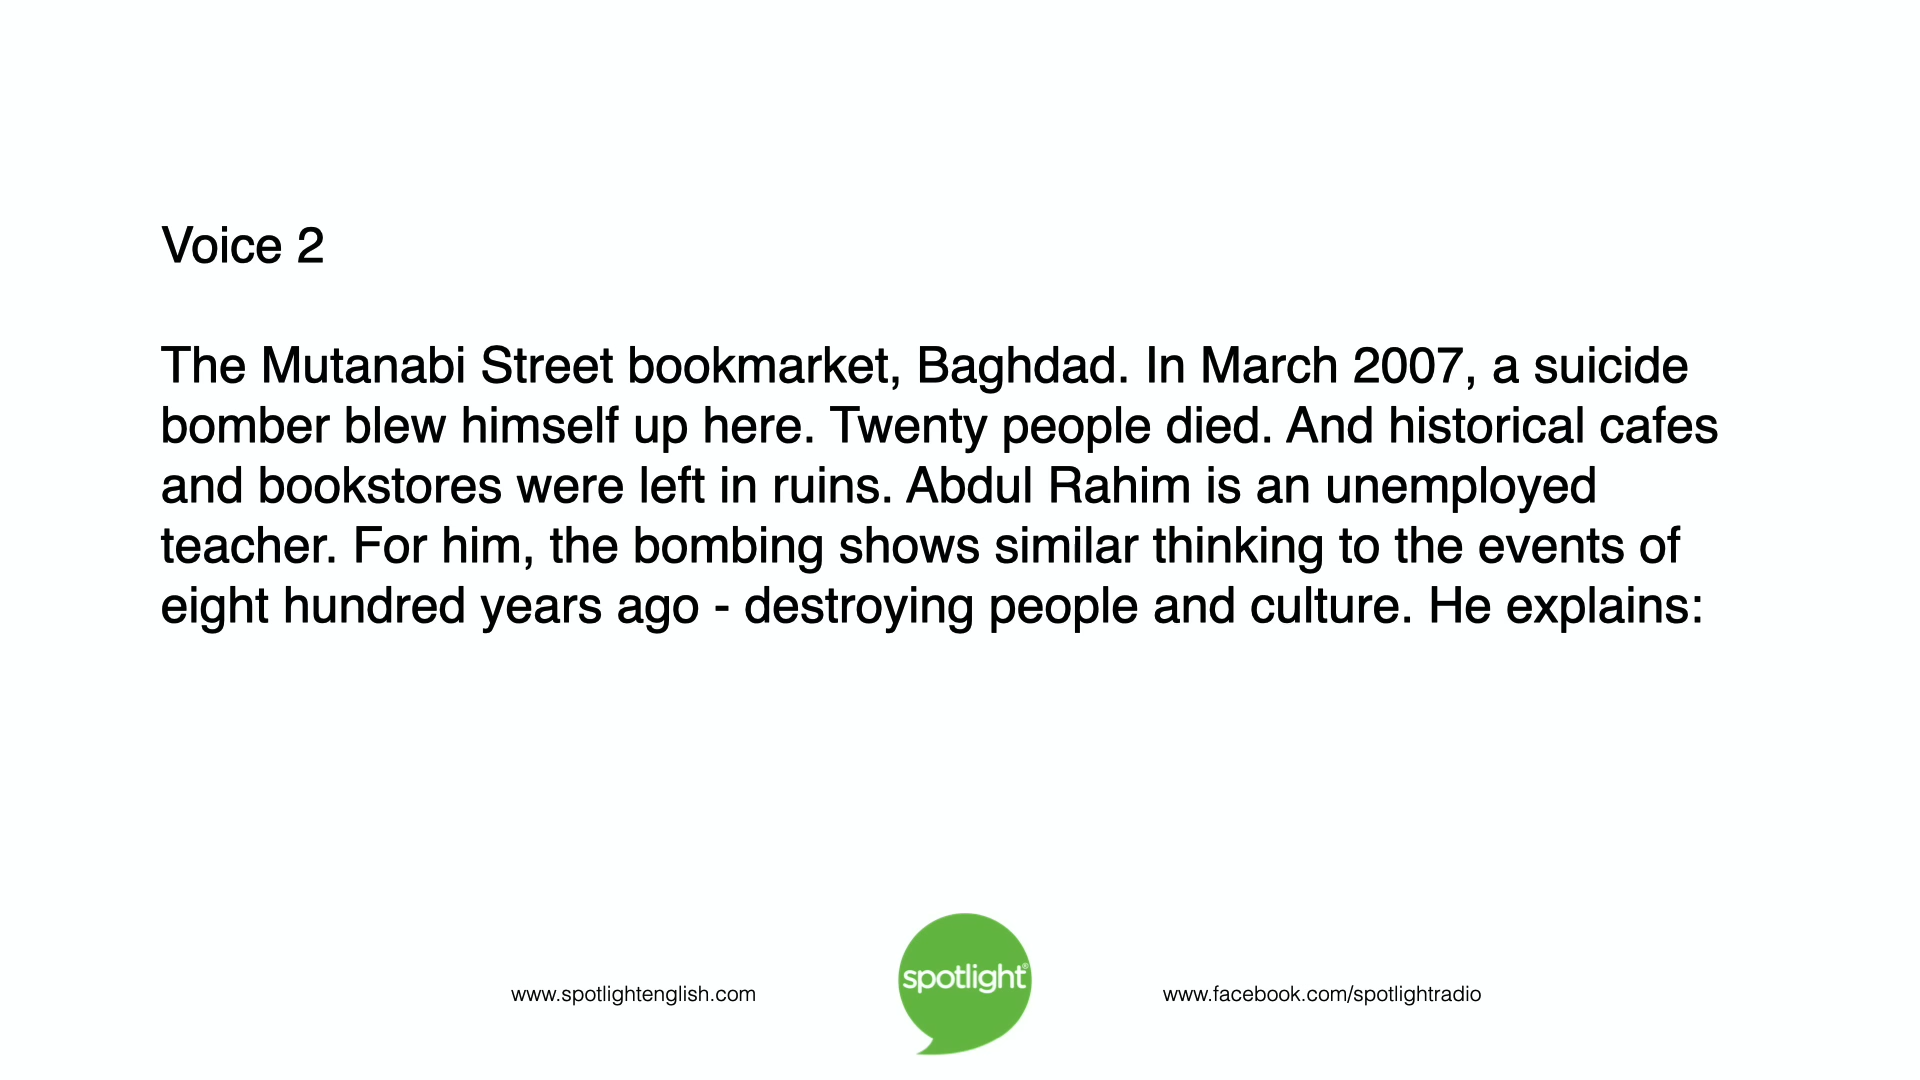 Voice 2
The Mutanabi Street bookmarket, Baghdad. In March 2007, a suicide
bomber blew himself up here. Twenty people died. And historical cafes
and bookstores were left in ruins. Abdul Rahim is an unemployed
teacher. For him, the bombing shows similar thinking to the events of
eight hundred years ago - destroying people and culture. He explains:
www.spotlightenglish.com
spotlight®
www.facebook.com/spotlightradio